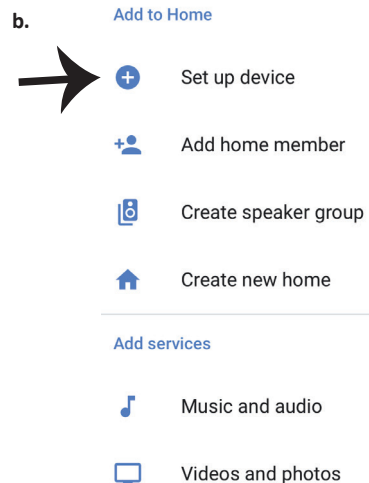 b.
Add to Home
Set up device
Add home member
Create speaker group
Create new home
Add services
Music and audio
Videos and photos